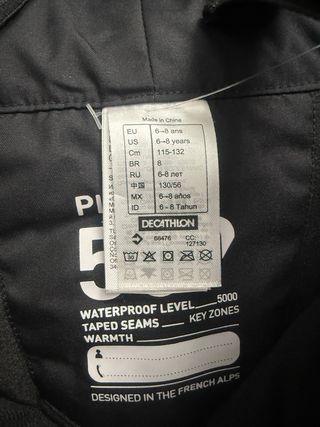 Made in China
EU 6-8 ans
US 6-8 years
Cm 115-132
BR 8
RU 6-8 лет
中国 130/56
MX 6-8 años
ID 6 - 8 Tahun
DECATHLON
CC:
127130
WATERPROOF LEVEL 5000
TAPED SEAMS KEY ZONES
WARMTH
DESIGNED IN THE FRENCH ALPS